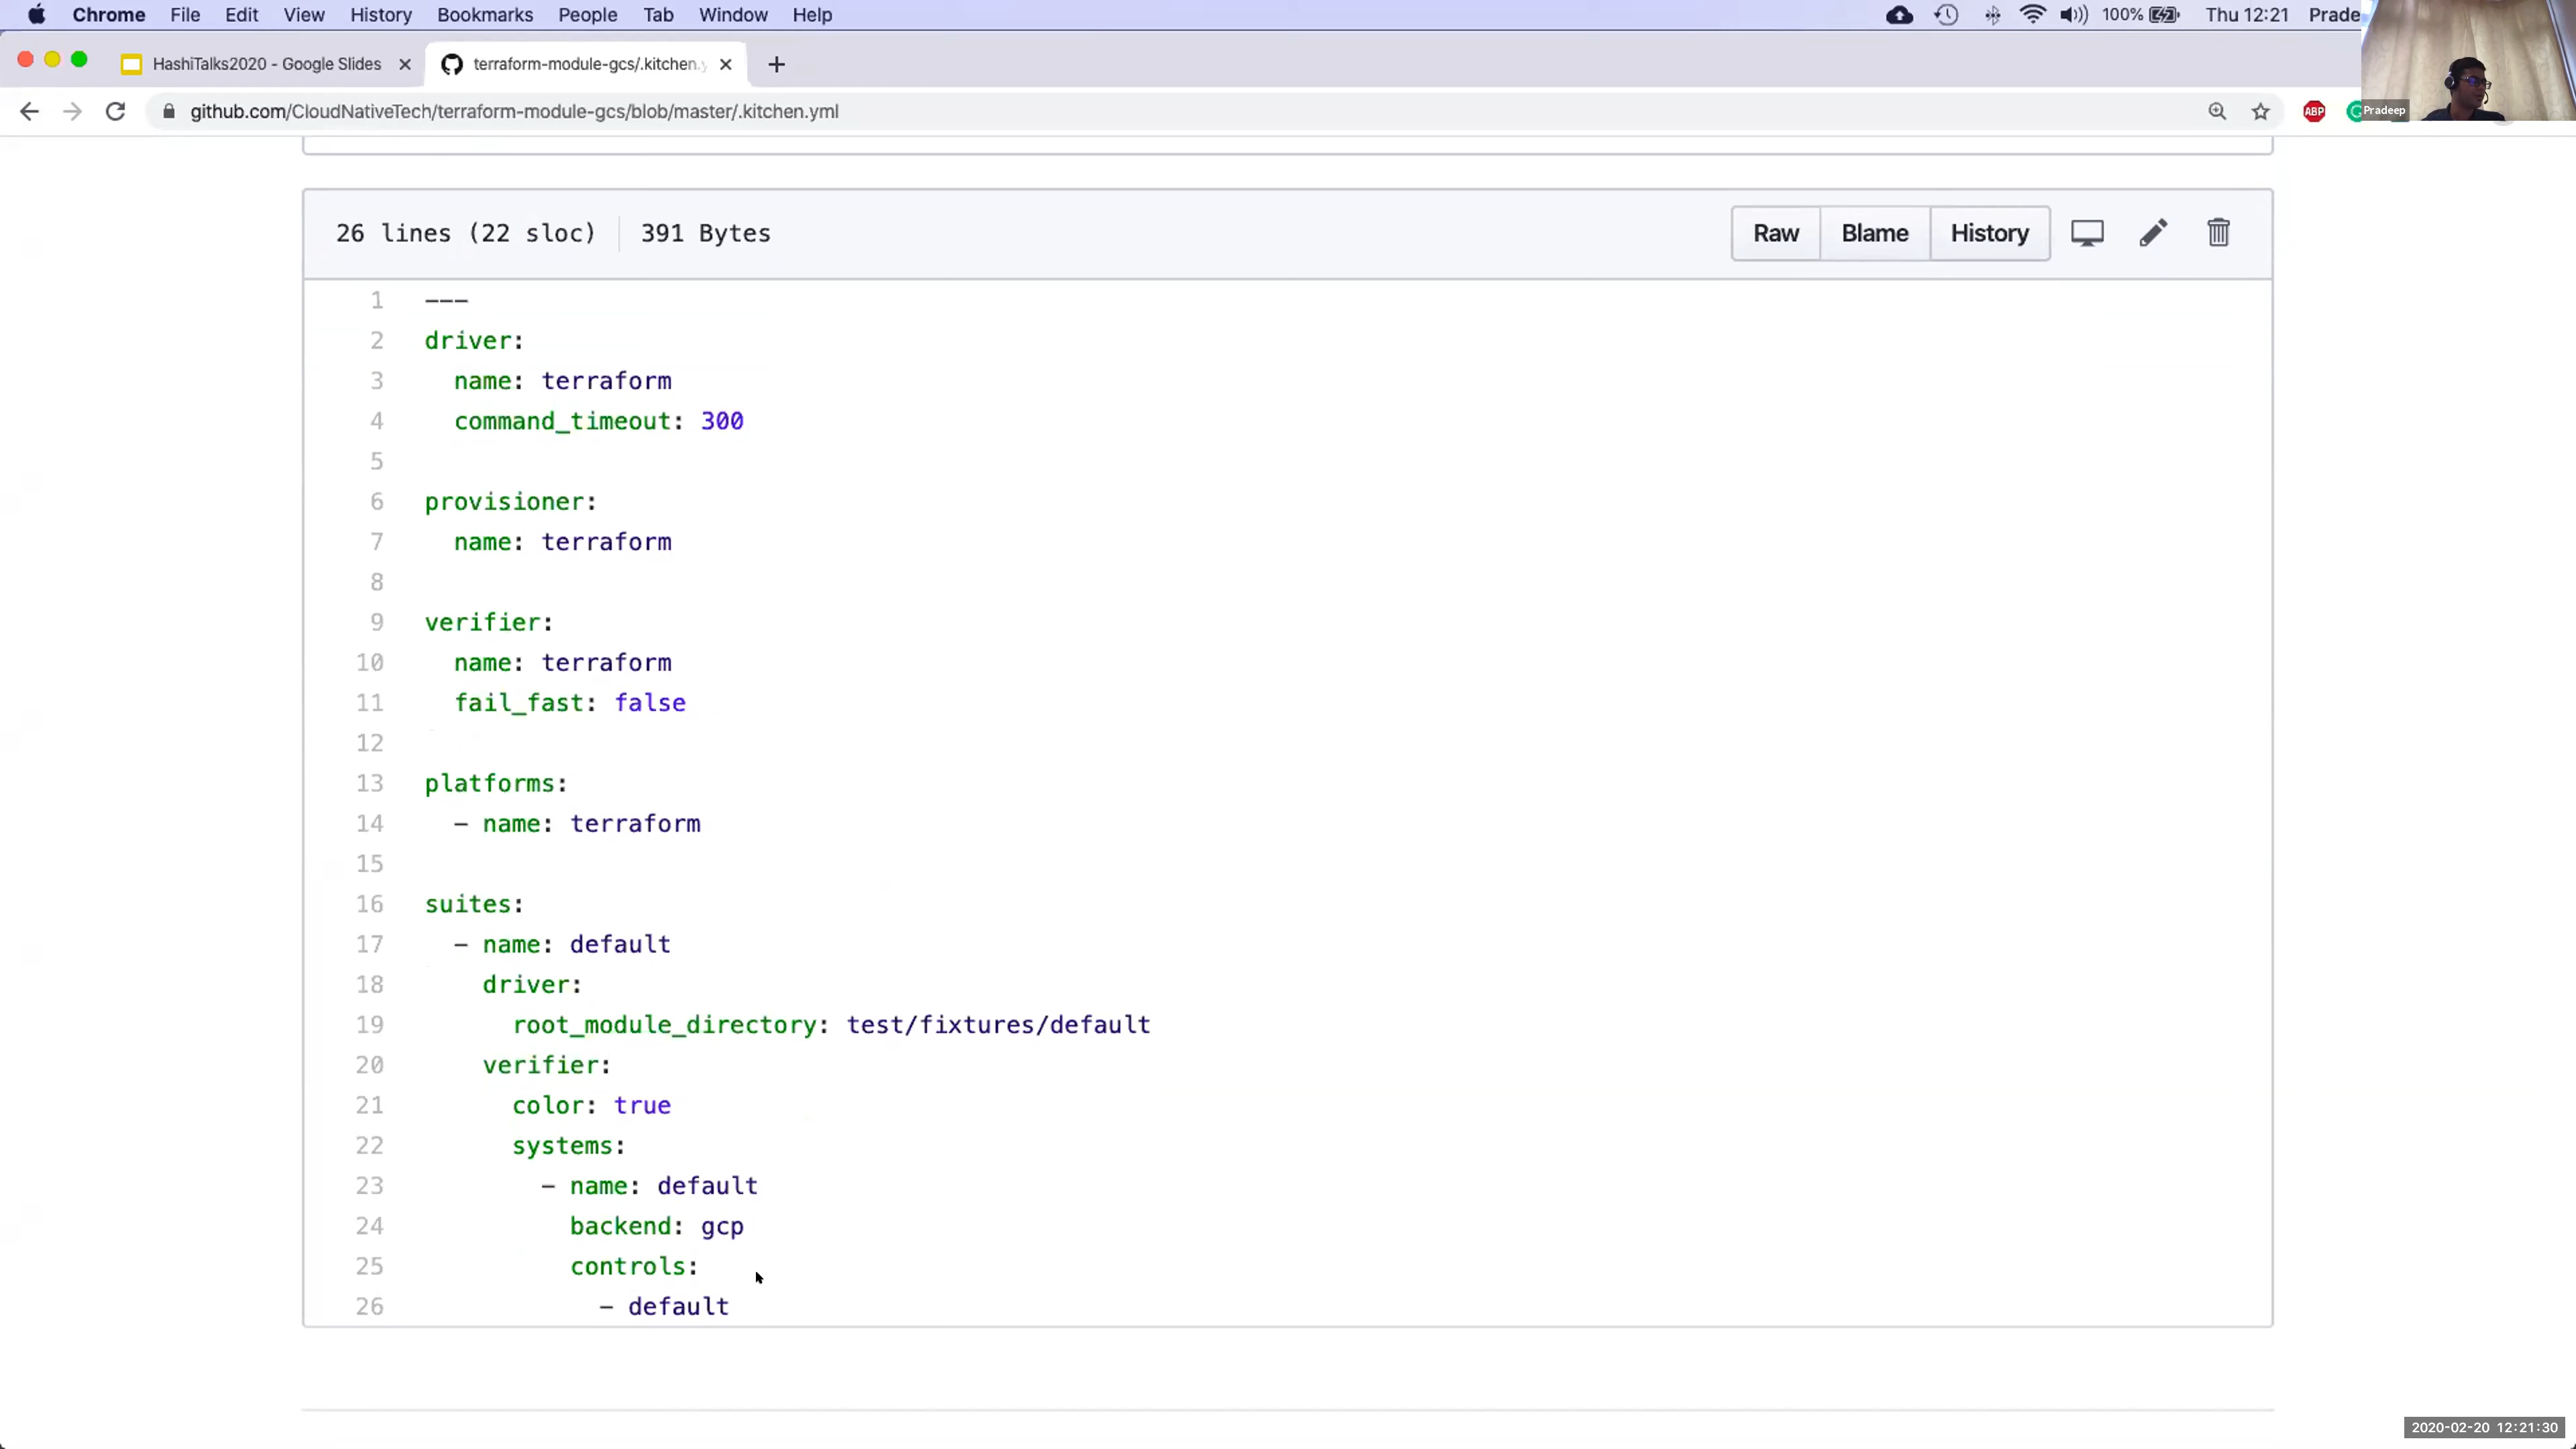 Chrome File Edit View History Bookmarks People Tab Window Help 100% Thu 12:21 Prade
HashiTalks2020 - Google Slides terraform-module-gcs/.kitchen.y
github.com/CloudNativeTech/terraform-module-gcs/blob/master/.kitchen.yml ABP Pradeep
26 lines (22 sloc) 391 Bytes Raw Blame History
1 ---
2 driver:
3 name: terraform
4 command_timeout: 300
5
6 provisioner:
7 name: terraform
8
9 verifier:
10 name: terraform
11 fail_fast: false
12
13 platforms:
14 - name: terraform
15
16 suites:
17 - name: default
18 driver:
19 root_module_directory: test/fixtures/default
20 verifier:
21 color: true
22 systems:
23 - name: default
24 backend: gcp
25 controls:
26 - default
2020-02-20 12:21:30